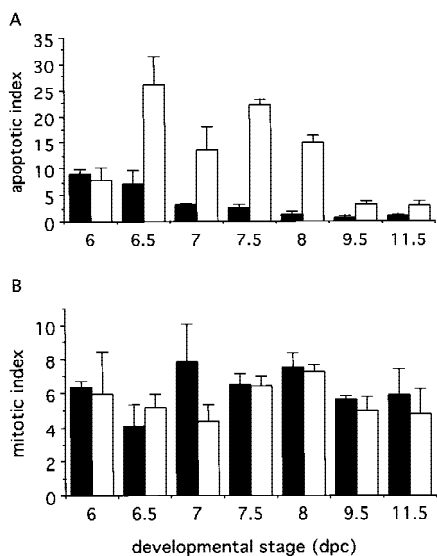 A
apoptotic index
35
30
25
20
15
10
5
0
6 6.5 7 7.5 8 9.5 11.5
B
mitotic index
10
8
6
4
2
0
6 6.5 7 7.5 8 9.5 11.5
developmental stage (dpc)